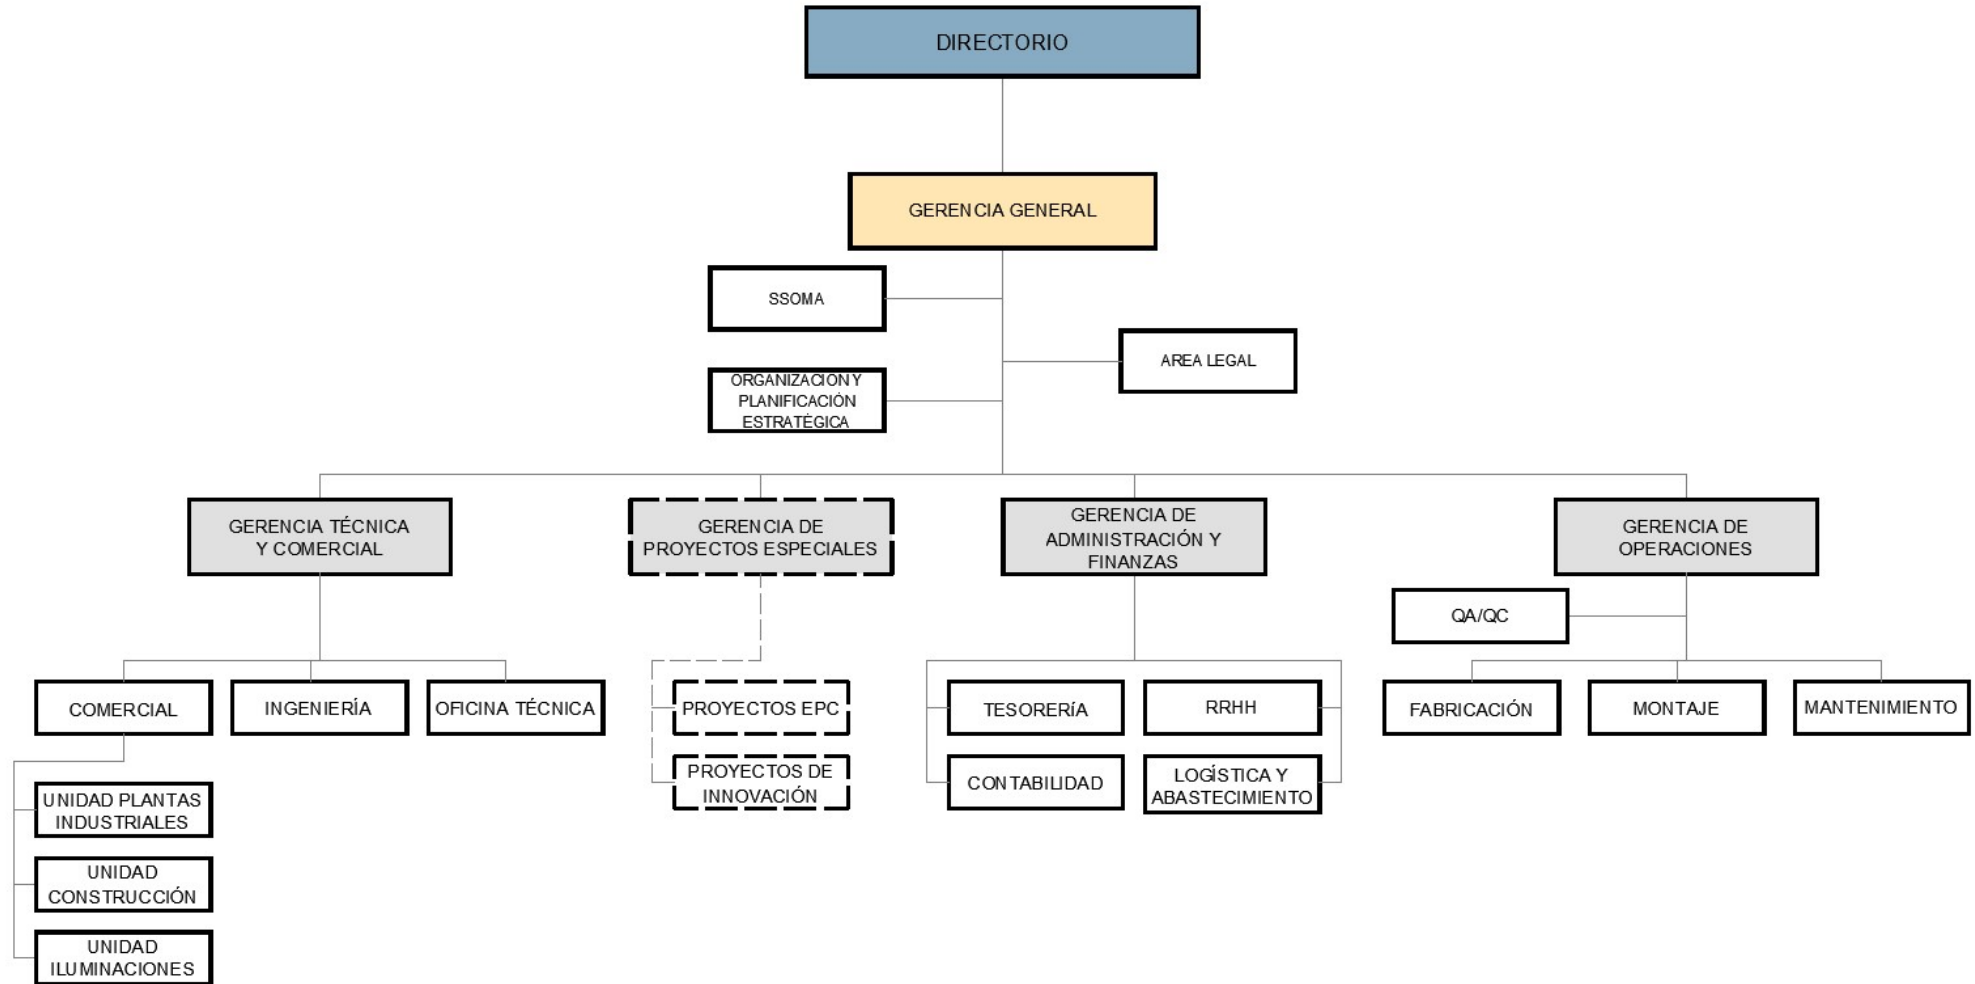 DIRECTORIO
GERENCIA GENERAL
SSOMA
AREA LEGAL
ORGANIZACIÓN Y
PLANIFICACIÓN
ESTRATÉGICA
GERENCIA TÉCNICA
Y COMERCIAL
GERENCIA DE
PROYECTOS ESPECIALES
GERENCIA DE
ADMINISTRACIÓN Y
FINANZAS
GERENCIA DE
OPERACIONES
QA/QC
COMERCIAL
INGENIERÍA
OFICINA TÉCNICA
PROYECTOS EPC
TESORERÍA
RRHH
FABRICACIÓN
MONTAJE
MANTENIMIENTO
PROYECTOS DE
INNOVACIÓN
CONTABILIDAD
LOGÍSTICA Y
ABASTECIMIENTO
UNIDAD PLANTAS
INDUSTRIALES
UNIDAD
CONSTRUCCIÓN
UNIDAD
ILUMINACIONES